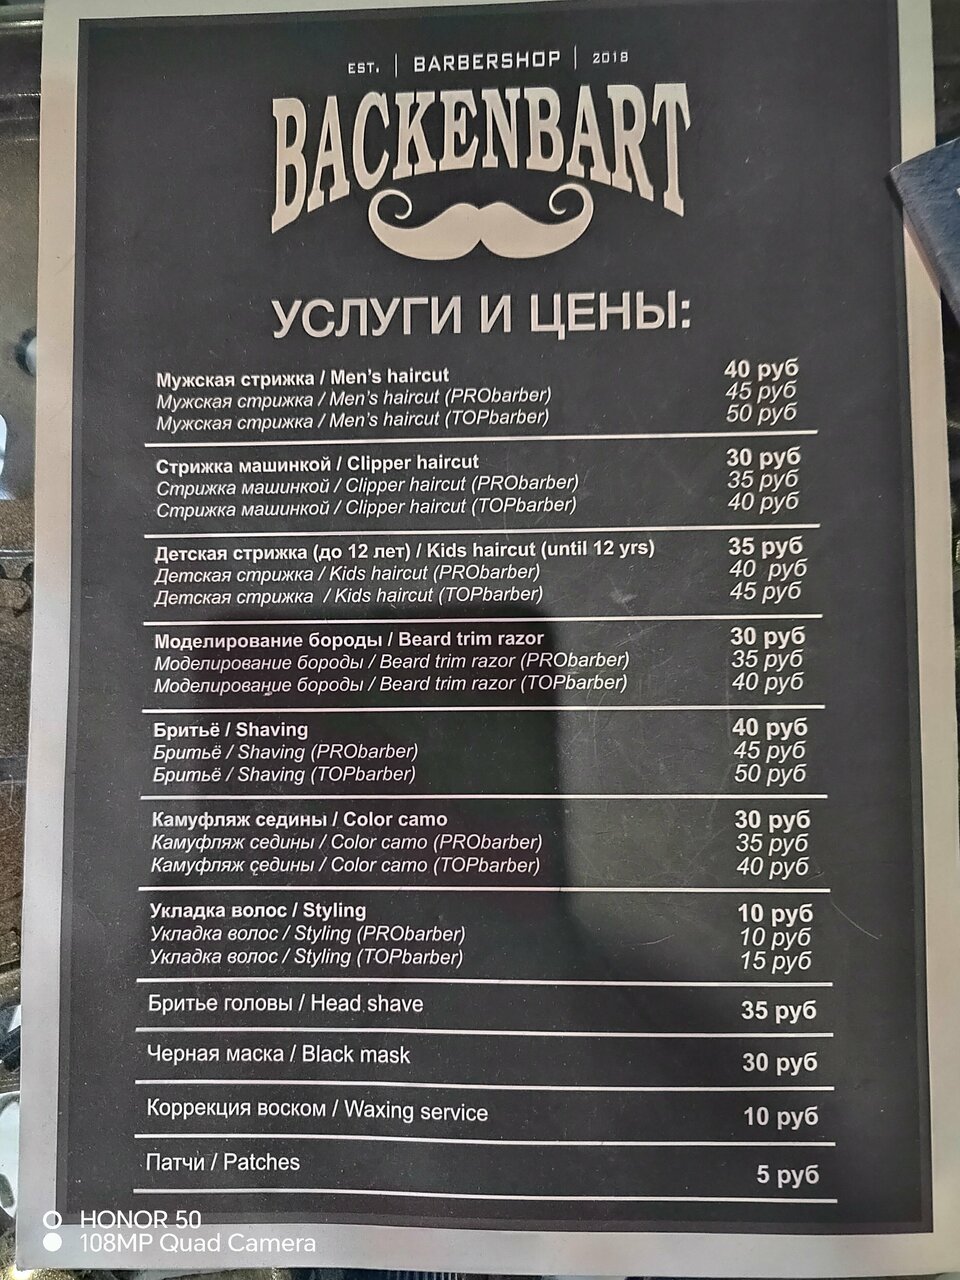 EST. | BARBERSHOP | 2018
BACKENBART
УСЛУГИ И ЦЕНЫ:
Мужская стрижка / Men's haircut 40 руб
Мужская стрижка / Men's haircut (PRObarber) 45 руб
Мужская стрижка / Men's haircut (TOPbarber) 50 руб
Стрижка машинкой / Clipper haircut 30 руб
Стрижка машинкой / Clipper haircut (PRObarber) 35 руб
Стрижка машинкой / Clipper haircut (TOPbarber) 40 руб
Детская стрижка (до 12 лет) / Kids haircut (until 12 yrs) 35 руб
Детская стрижка / Kids haircut (PRObarber) 40 руб
Детская стрижка / Kids haircut (TOPbarber) 45 руб
Моделирование бороды / Beard trim razor 30 руб
Моделирование бороды / Beard trim razor (PRObarber) 35 руб
Моделирование бороды / Beard trim razor (TOPbarber) 40 руб
Бритьё / Shaving 40 руб
Бритьё / Shaving (PRObarber) 45 руб
Бритьё / Shaving (TOPbarber) 50 руб
Камуфляж седины / Color camo 30 руб
Камуфляж седины / Color camo (PRObarber) 35 руб
Камуфляж седины / Color camo (TOPbarber) 40 руб
Укладка волос / Styling 10 руб
Укладка волос / Styling (PRObarber) 10 руб
Укладка волос / Styling (TOPbarber) 15 руб
Бритье головы / Head shave 35 руб
Черная маска / Black mask 30 руб
Коррекция воском / Waxing service 10 руб
Патчи / Patches 5 руб
HONOR 50
108MP Quad Camera